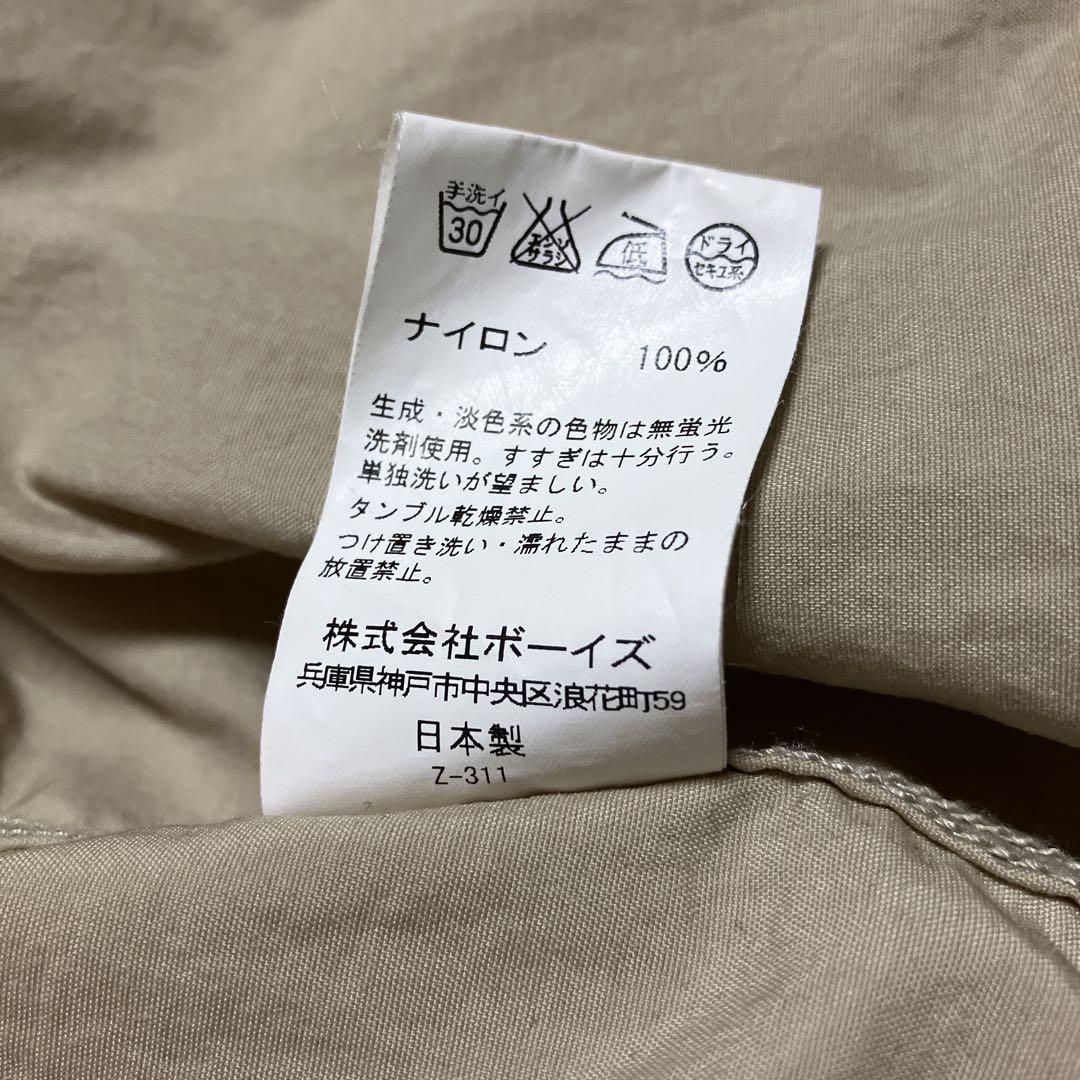 手洗イ
30
エンソ
サラシ
低
ドライ
セキユ系
ナイロン 100%
生成・淡色系の色物は無蛍光
洗剤使用。すすぎは十分行う。
単独洗いが望ましい。
タンブル乾燥禁止。
つけ置き洗い・濡れたままの
放置禁止。
株式会社ボーイズ
兵庫県神戸市中央区浪花町59
日本製
Z-311